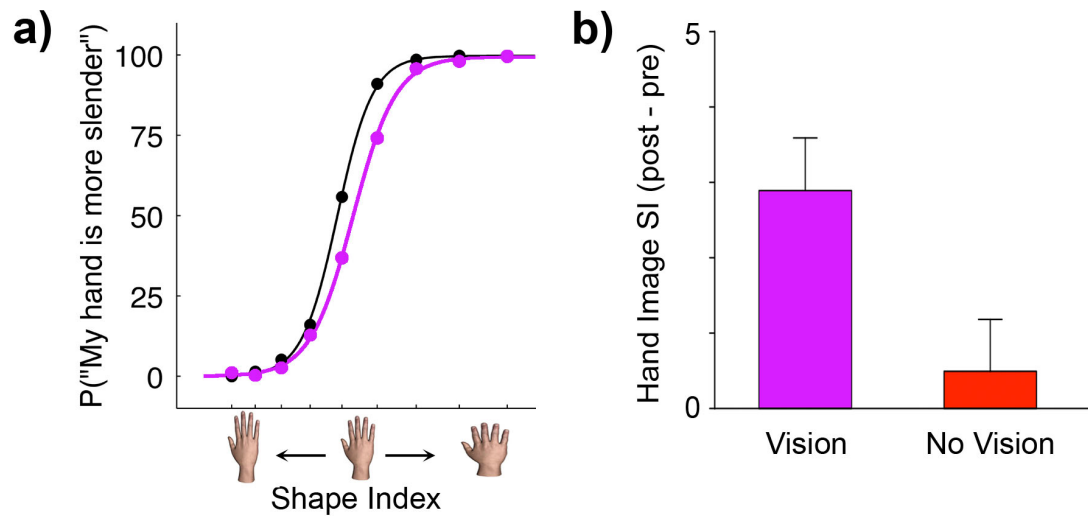 a)
P("My hand is more slender")
100
75
50
25
0
Shape Index
b)
Hand Image SI (post - pre)
5
0
Vision
No Vision